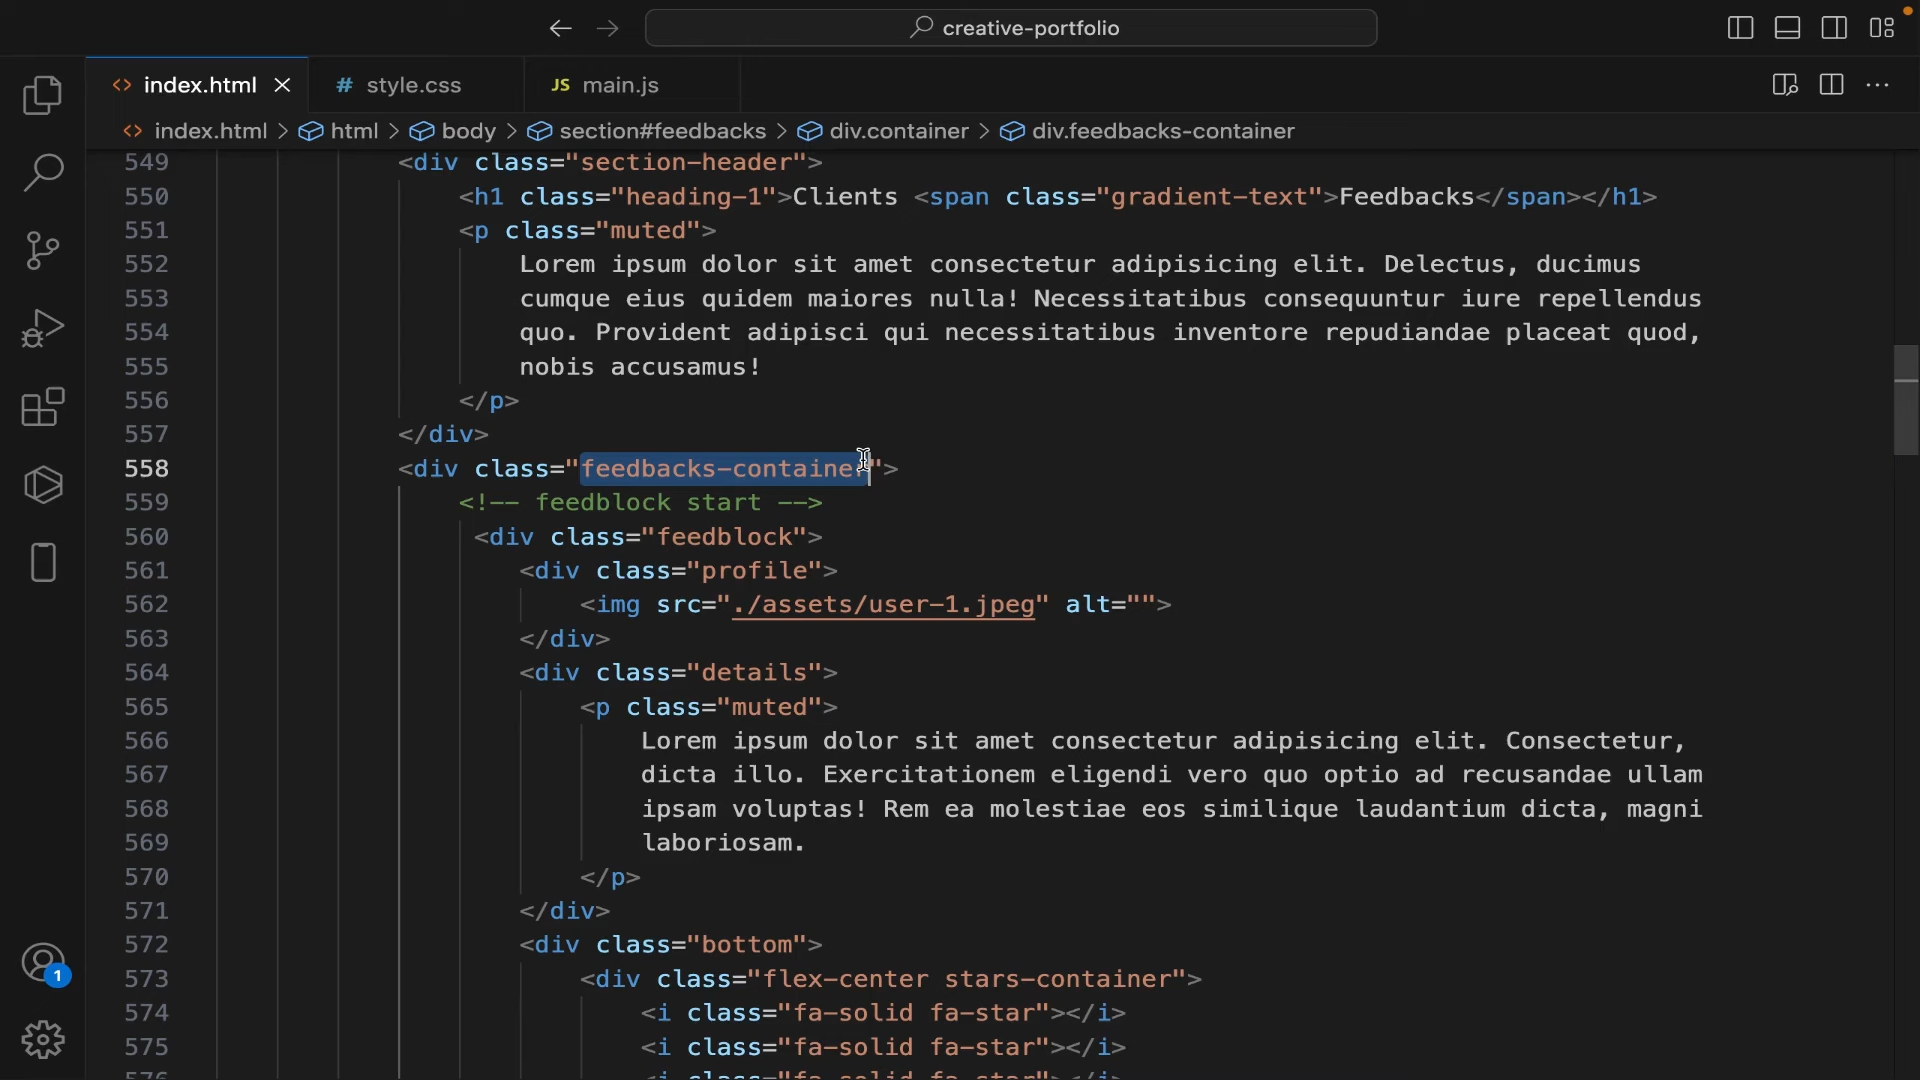 creative-portfolio
index.html
# style.css
JS main.js
index.html > html > body > section#feedbacks > div.container > div.feedbacks-container
549 <div class="section-header">
550 <h1 class="heading-1">Clients <span class="gradient-text">Feedbacks</span></h1>
551 <p class="muted">
552 Lorem ipsum dolor sit amet consectetur adipisicing elit. Delectus, ducimus
553 cumque eius quidem maiores nulla! Necessitatibus consequuntur iure repellendus
554 quo. Provident adipisci qui necessitatibus inventore repudiandae placeat quod,
555 nobis accusamus!
556 </p>
557 </div>
558 <div class="feedbacks-container">
559 <!-- feedblock start -->
560 <div class="feedblock">
561 <div class="profile">
562 <img src="./assets/user-1.jpeg" alt="">
563 </div>
564 <div class="details">
565 <p class="muted">
566 Lorem ipsum dolor sit amet consectetur adipisicing elit. Consectetur,
567 dicta illo. Exercitationem eligendi vero quo optio ad recusandae ullam
568 ipsam voluptas! Rem ea molestiae eos similique laudantium dicta, magni
569 laboriosam.
570 </p>
571 </div>
572 <div class="bottom">
573 <div class="flex-center stars-container">
574 <i class="fa-solid fa-star"></i>
575 <i class="fa-solid fa-star"></i>
576 <i class="fa-solid fa-star"></i>
1